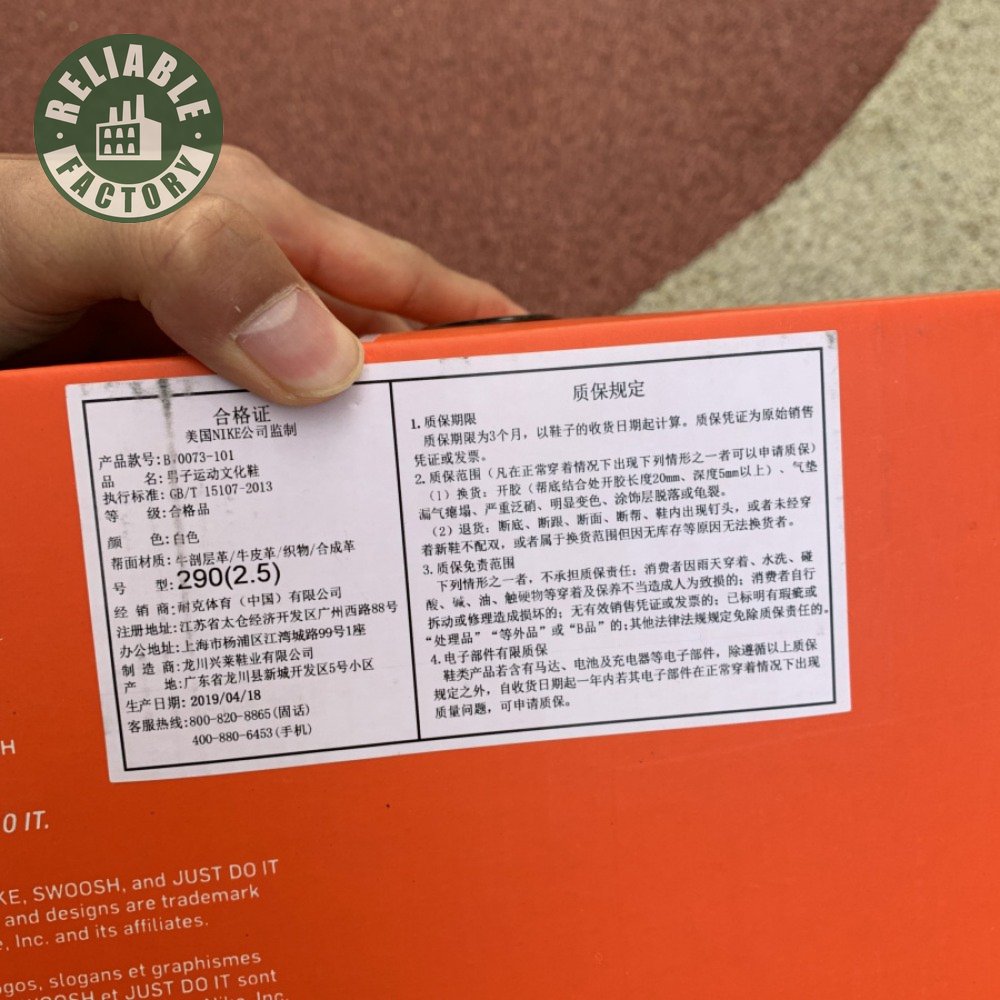 RELIABLE
FACTORY
合格证
美国NIKE公司监制
产品款号:B 0073-101
品 名:男子运动文化鞋
执行标准: GB/T 15107-2013
等 级:合格品
颜 色:白色
帮面材质:牛剖层革/牛皮革/织物/合成革
号 型:290(2.5)
经 销 商:耐克体育（中国）有限公司
注册地址:江苏省太仓经济开发区广州西路88号
办公地址:上海市杨浦区江湾城路99号1座
制 造 商:龙川兴莱鞋业有限公司
产 地:广东省龙川县新城开发区5号小区
生产日期: 2019/04/18
客服热线:800-820-8865(固话)
400-880-6453(手机)
质保规定
1.质保期限
质保期限为3个月，以鞋子的收货日期起计算。质保凭证为原始销售
凭证或发票。
2.质保范围（凡在正常穿着情况下出现下列情形之一者可以申请质保）
（1）换货：开胶（帮底结合处开胶长度20mm、深度5mm以上）、气垫
漏气瘪塌、严重泛硝、明显变色、涂饰层脱落或龟裂。
（2）退货：断底、断跟、断面、断帮、鞋内出现钉头，或者未经穿
着新鞋不配双，或者属于换货范围但因无库存等原因无法换货者。
3.质保免责范围
下列情形之一者，不承担质保责任：消费者因雨天穿着、水洗、碰
酸、碱、油、触硬物等穿着及保养不当造成人为致损的；消费者自行
拆动或修理造成损坏的；无有效销售凭证或发票的；已标明有瑕疵或
“处理品”“等外品”或“B品”的;其他法律法规规定免除质保责任的。
4.电子部件有限质保
鞋类产品若含有马达、电池及充电器等电子部件，除遵循以上质保
规定之外，自收货日期起一年内若其电子部件在正常穿着情况下出现
质量问题，可申请质保。
H
O IT.
KE, SWOOSH, and JUST DO IT
and designs are trademark
e, Inc. and its affiliates.
ogos, slogans et graphismes
WOOSH et JUST DO IT sont
Nike, Inc.